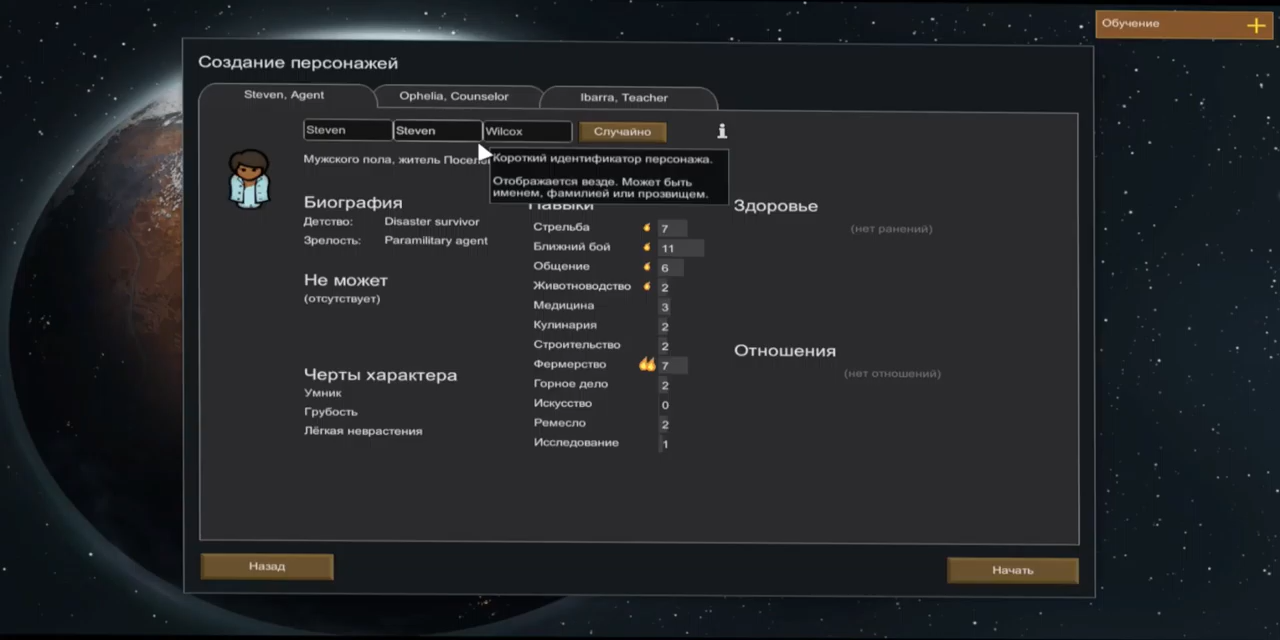 Обучение
Создание персонажей
Steven, Agent
Ophelia, Counselor
Ibarra, Teacher
Steven
Steven
Wilcox
Случайно
Мужского пола, житель
Короткий идентификатор персонажа.
Отображается везде. Может быть
именем, фамилией или прозвищем.
Биография
Детство: Disaster survivor
Зрелость: Paramilitary agent
Не может
(отсутствует)
Черты характера
Умник
Грубость
Лёгкая неврастения
Навыки
Стрельба 7
Ближний бой 11
Общение 6
Животноводство 2
Медицина 3
Кулинария 2
Строительство 2
Фермерство 7
Горное дело 2
Искусство 0
Ремесло 2
Исследование 1
Здоровье
(нет ранений)
Отношения
(нет отношений)
Назад
Начать